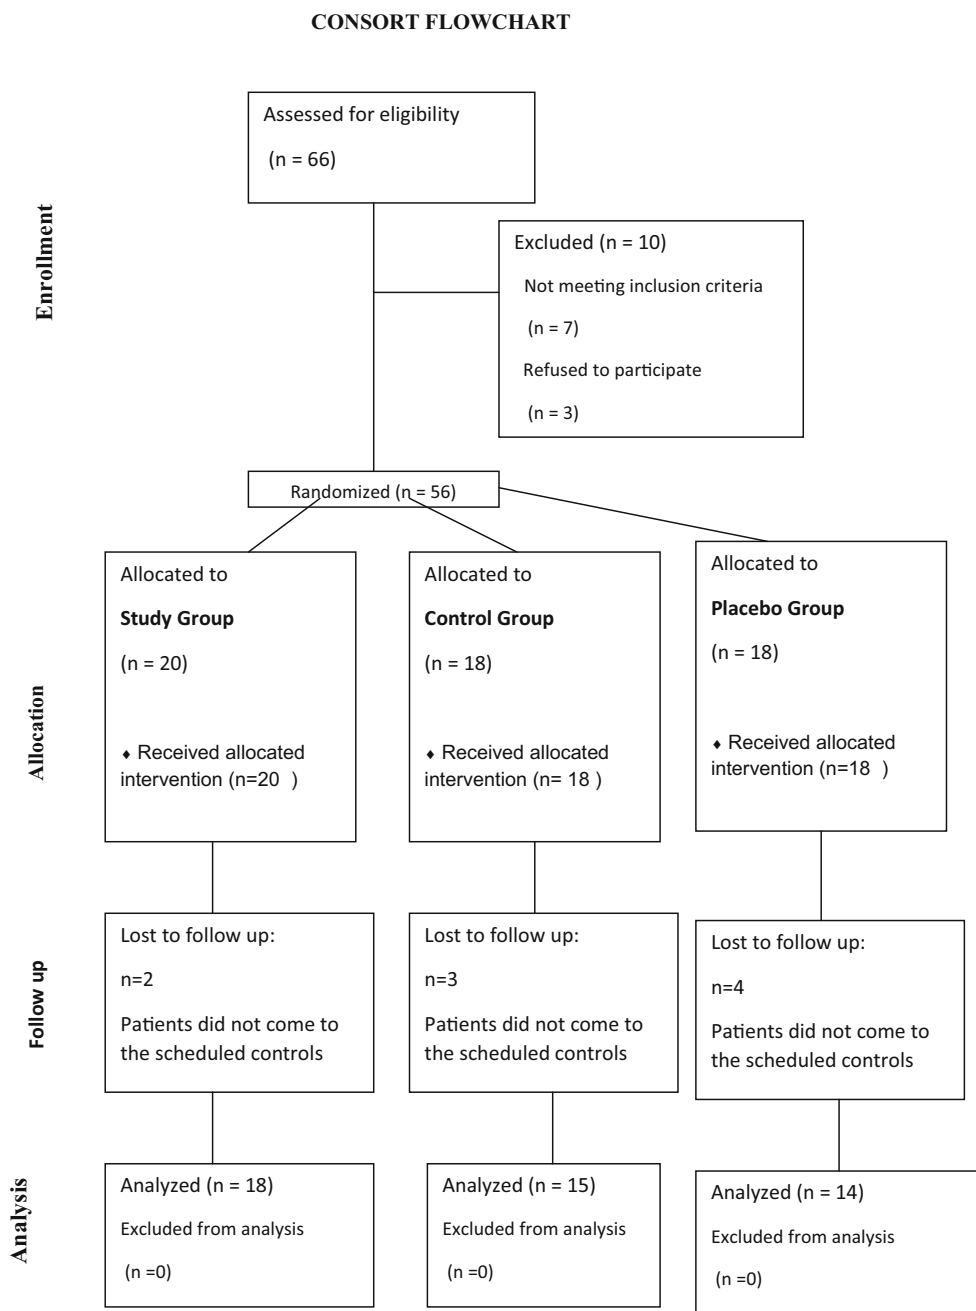 CONSORT FLOWCHART
Enrollment
Assessed for eligibility
(n = 66)
Excluded (n = 10)
Not meeting inclusion criteria
(n = 7)
Refused to participate
(n = 3)
Randomized (n = 56)
Allocation
Allocated to
Study Group
(n = 20)
♦ Received allocated
intervention (n=20 )
Allocated to
Control Group
(n = 18)
♦ Received allocated
intervention (n= 18 )
Allocated to
Placebo Group
(n = 18)
♦ Received allocated
intervention (n=18 )
Follow up
Lost to follow up:
n=2
Patients did not come to
the scheduled controls
Lost to follow up:
n=3
Patients did not come to
the scheduled controls
Lost to follow up:
n=4
Patients did not come to
the scheduled controls
Analysis
Analyzed (n = 18)
Excluded from analysis
(n =0)
Analyzed (n = 15)
Excluded from analysis
(n =0)
Analyzed (n = 14)
Excluded from analysis
(n =0)